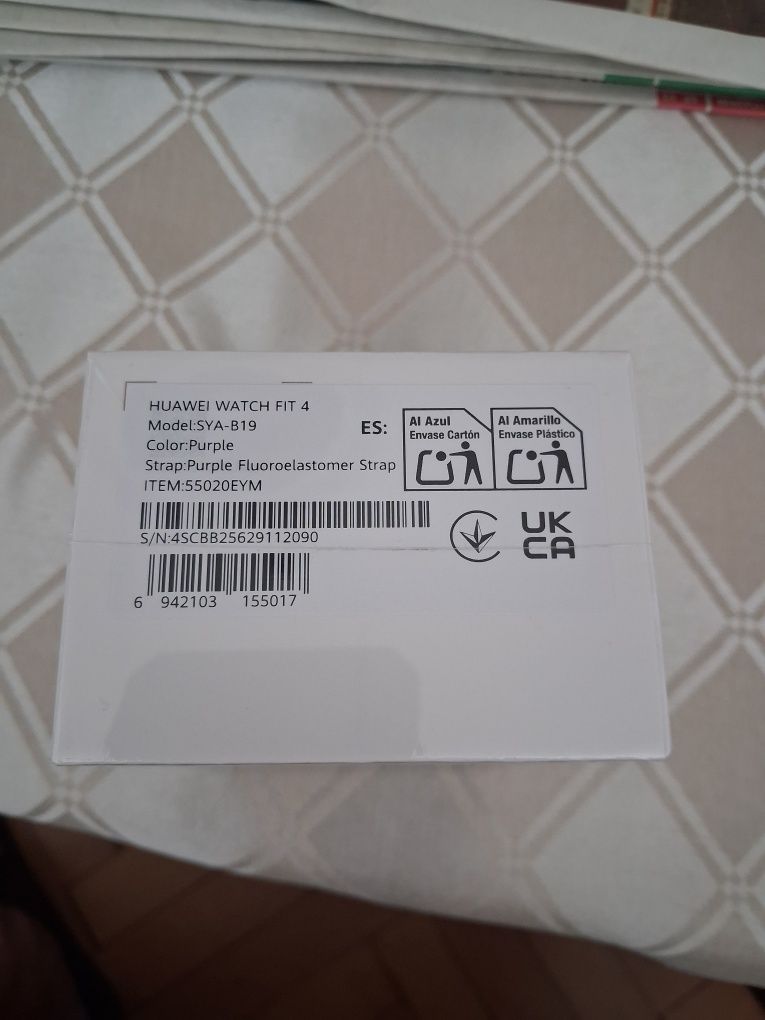 HUAWEI WATCH FIT 4
Model:SYA-B19
Color:Purple
Strap:Purple Fluoroelastomer Strap
ITEM:55020EYM
ES:
Al Azul
Envase Cartón
Al Amarillo
Envase Plástico
S/N:4SCBB25629112090
UK
CA
6 942103 155017